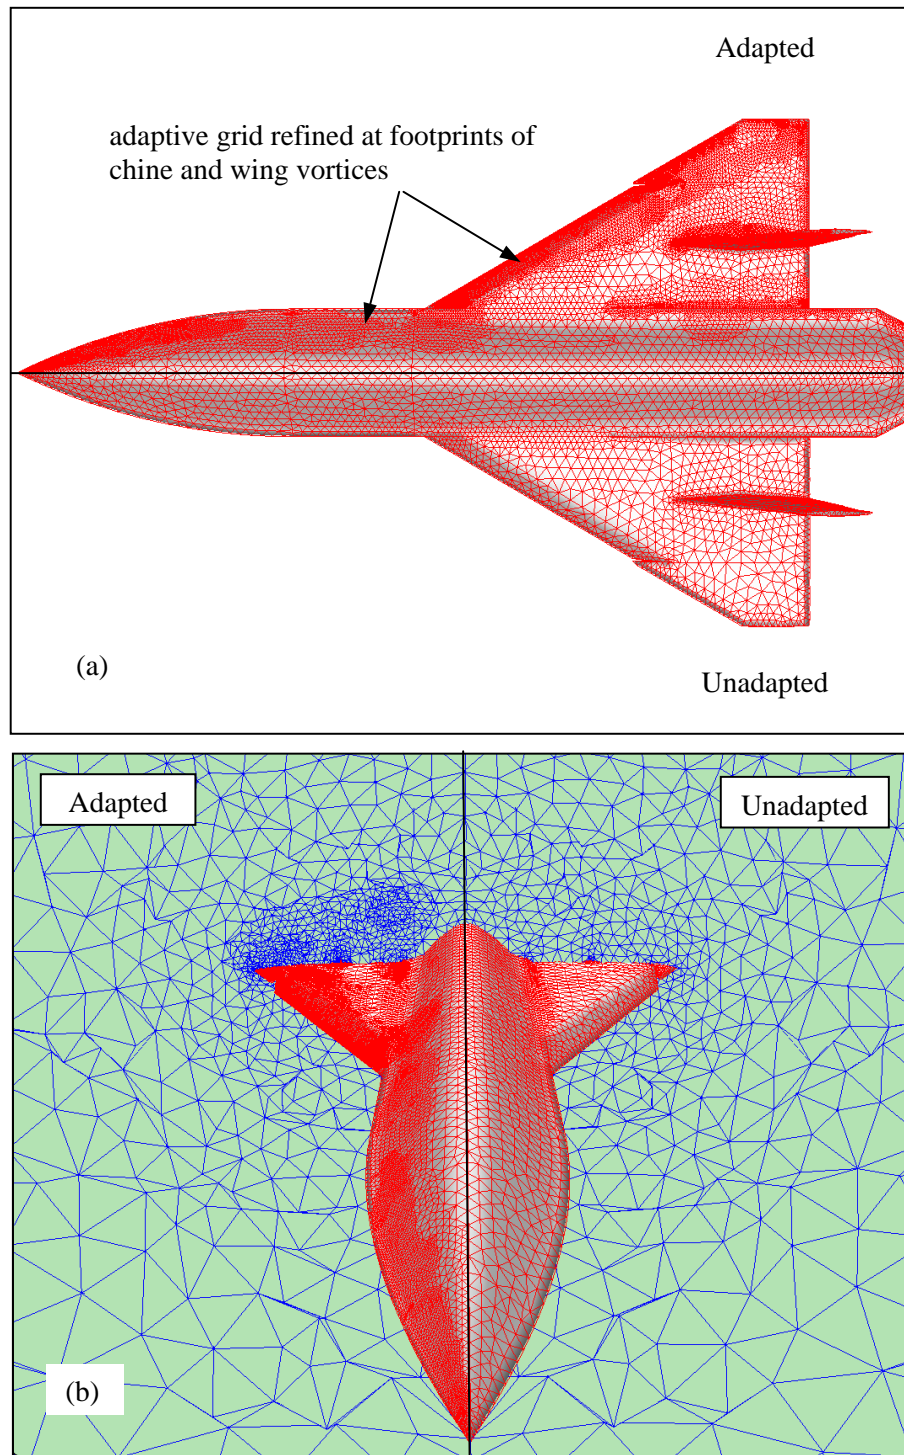 Adapted
adaptive grid refined at footprints of
chine and wing vortices
(a)
Unadapted
Adapted
Unadapted
(b)